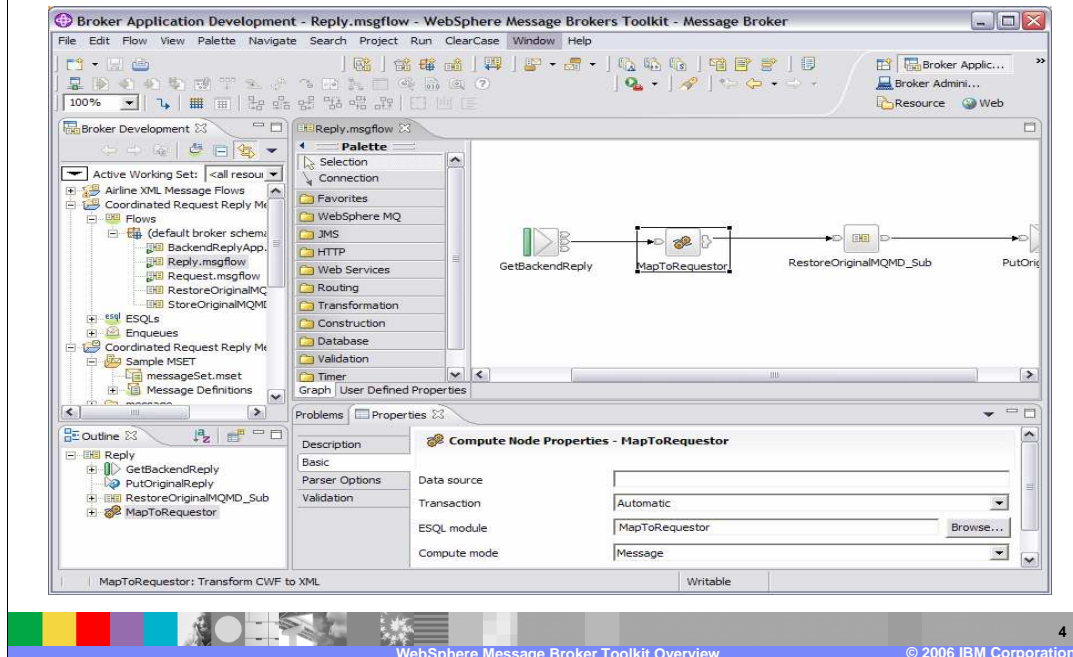 Broker Application Development - Reply.msgflow - WebSphere Message Brokers Toolkit - Message Broker
File Edit Flow View Palette Navigate Search Project Run ClearCase Window Help
Broker Applic...
Broker Admini...
100%
Resource Web
Broker Development
Active Working Set: <all resour
Airline XML Message Flows
Coordinated Request Reply Me
Flows
(default broker schema
BackendReplyApp.
Reply.msgflow
Request.msgflow
RestoreOriginalMQ
StoreOriginalMQME
ESQLs
Enqueues
Coordinated Request Reply Me
Sample MSET
messageSet.mset
Message Definitions
Reply.msgflow
Palette
Selection
Connection
Favorites
WebSphere MQ
JMS
HTTP
Web Services
Routing
Transformation
Construction
Database
Validation
Timer
Graph User Defined Properties
GetBackendReply
MapToRequestor
RestoreOriginalMQMD_Sub
PutOrig
Outline
Reply
GetBackendReply
PutOriginalReply
RestoreOriginalMQMD_Sub
MapToRequestor
Problems Properties
Description
Basic
Parser Options
Validation
Compute Node Properties - MapToRequestor
Data source
Transaction Automatic
ESQL module MapToRequestor Browse...
Compute mode Message
MapToRequestor: Transform CWF to XML Writable
4
WebSphere Message Broker Toolkit Overview © 2006 IBM Corporation